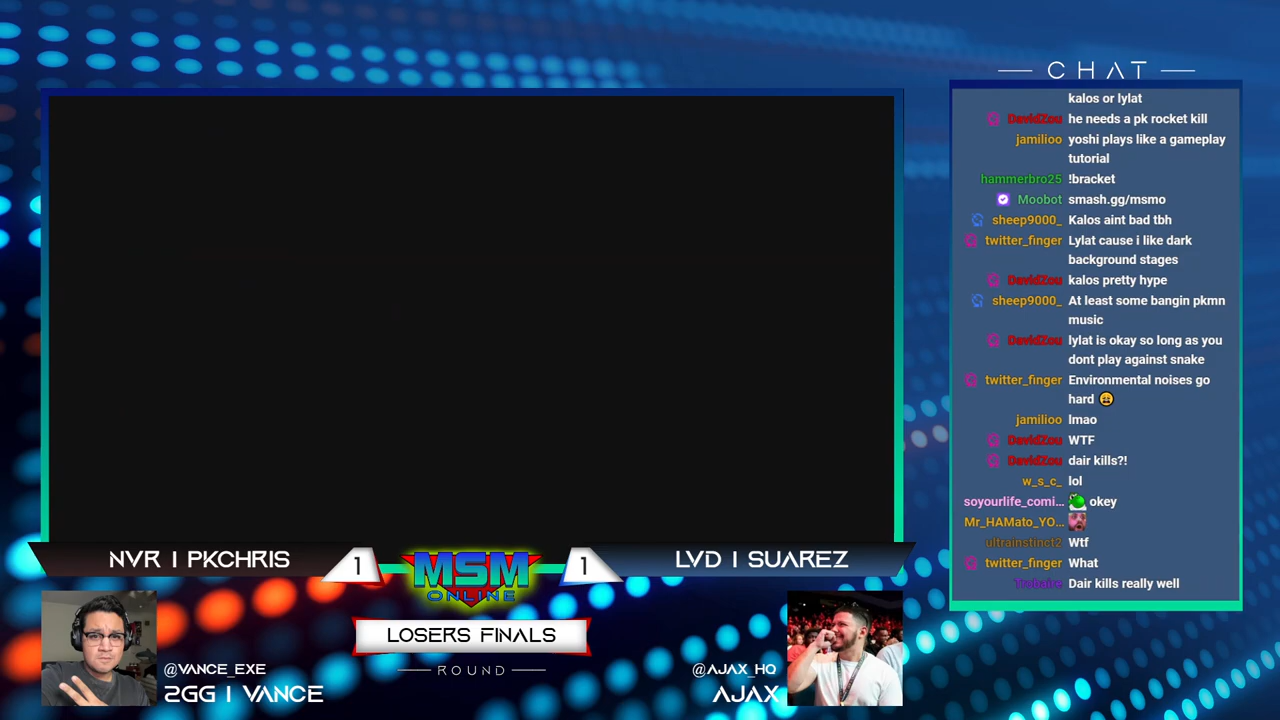 CHAT
kalos or lylat
DavidZou he needs a pk rocket kill
jamilioo yoshi plays like a gameplay
tutorial
hammerbro25 !bracket
Moobot smash.gg/msmo
sheep9000_ Kalos aint bad tbh
twitter_finger Lylat cause i like dark
background stages
DavidZou kalos pretty hype
sheep9000_ At least some bangin pkmn
music
DavidZou lylat is okay so long as you
dont play against snake
twitter_finger Environmental noises go
hard
jamilioo lmao
DavidZou WTF
DavidZou dair kills?!
w_s_c_ lol
soyourlife_comi... okey
Mr_HAMato_YO...
ultrainstinct2 Wtf
twitter_finger What
Dair kills really well
NVR | PKCHRIS 1
MSM
ONLINE
1 LVD | SUAREZ
LOSERS FINALS
ROUND
@VANCE_EXE
2GG | VANCE
@AJAX_HQ
AJAX